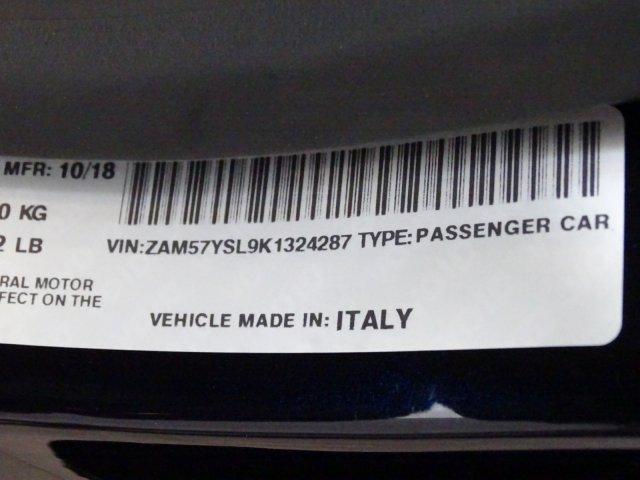 MFR: 10/18
0 KG
LB
VIN:ZAM57YSL9K1324287 TYPE: PASSENGER CAR
RAL MOTOR
FECT ON THE
VEHICLE MADE IN: ITALY